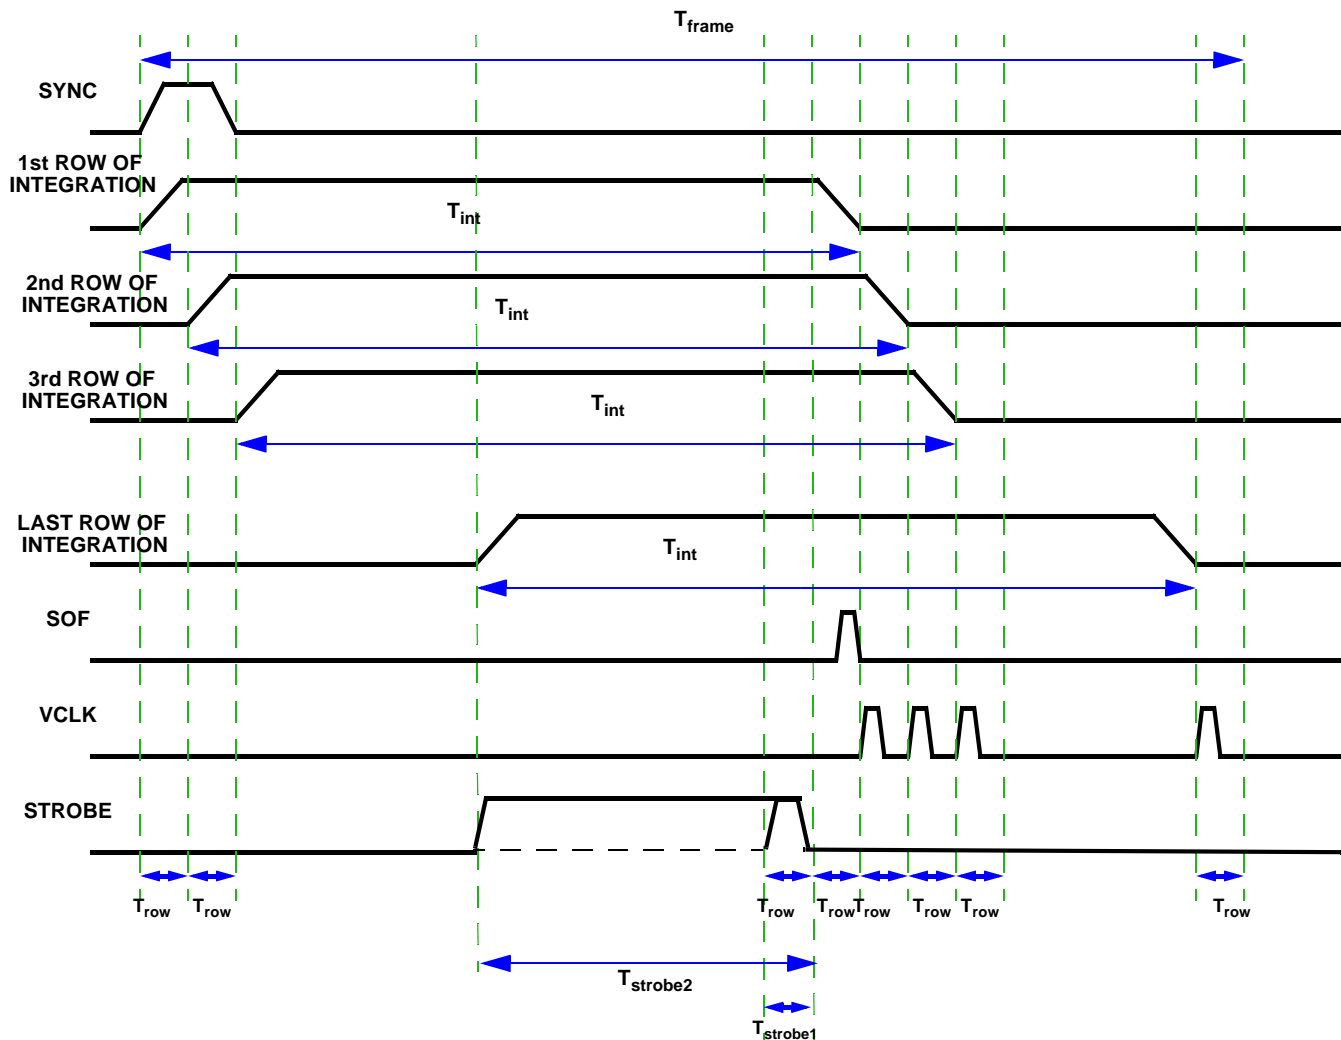 Tframe
SYNC
1st ROW OF
INTEGRATION
Tint
2nd ROW OF
INTEGRATION
Tint
3rd ROW OF
INTEGRATION
Tint
LAST ROW OF
INTEGRATION
Tint
SOF
VCLK
STROBE
Trow Trow Trow Trow Trow Trow Trow Trow
Tstrobe2
Tstrobe1